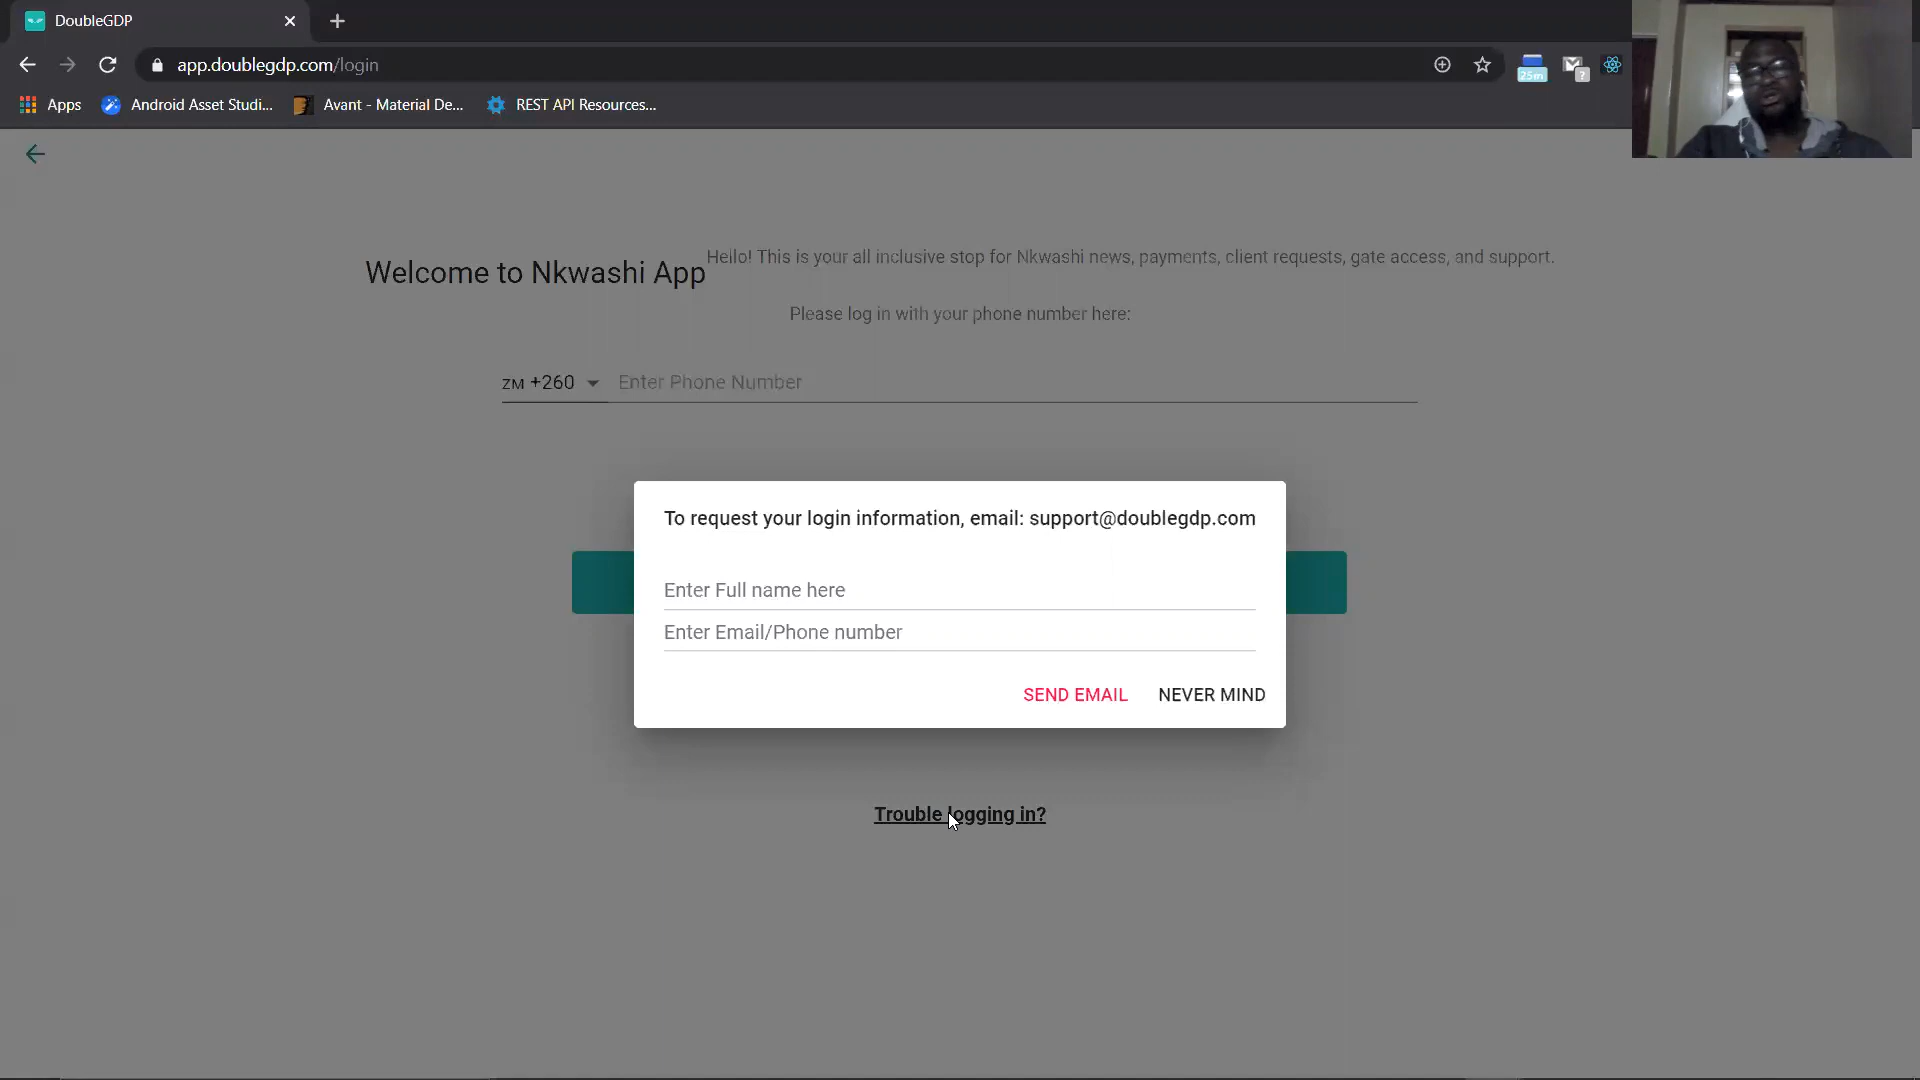 DoubleGDP
app.doublegdp.com/login
25m
?
Apps
Android Asset Studi...
Avant - Material De...
REST API Resources...
Welcome to Nkwashi App
Hello! This is your all inclusive stop for Nkwashi news, payments, client requests, gate access, and support.
Please log in with your phone number here:
ZM +260
Enter Phone Number
To request your login information, email: support@doublegdp.com
Enter Full name here
Enter Email/Phone number
SEND EMAIL
NEVER MIND
Trouble logging in?